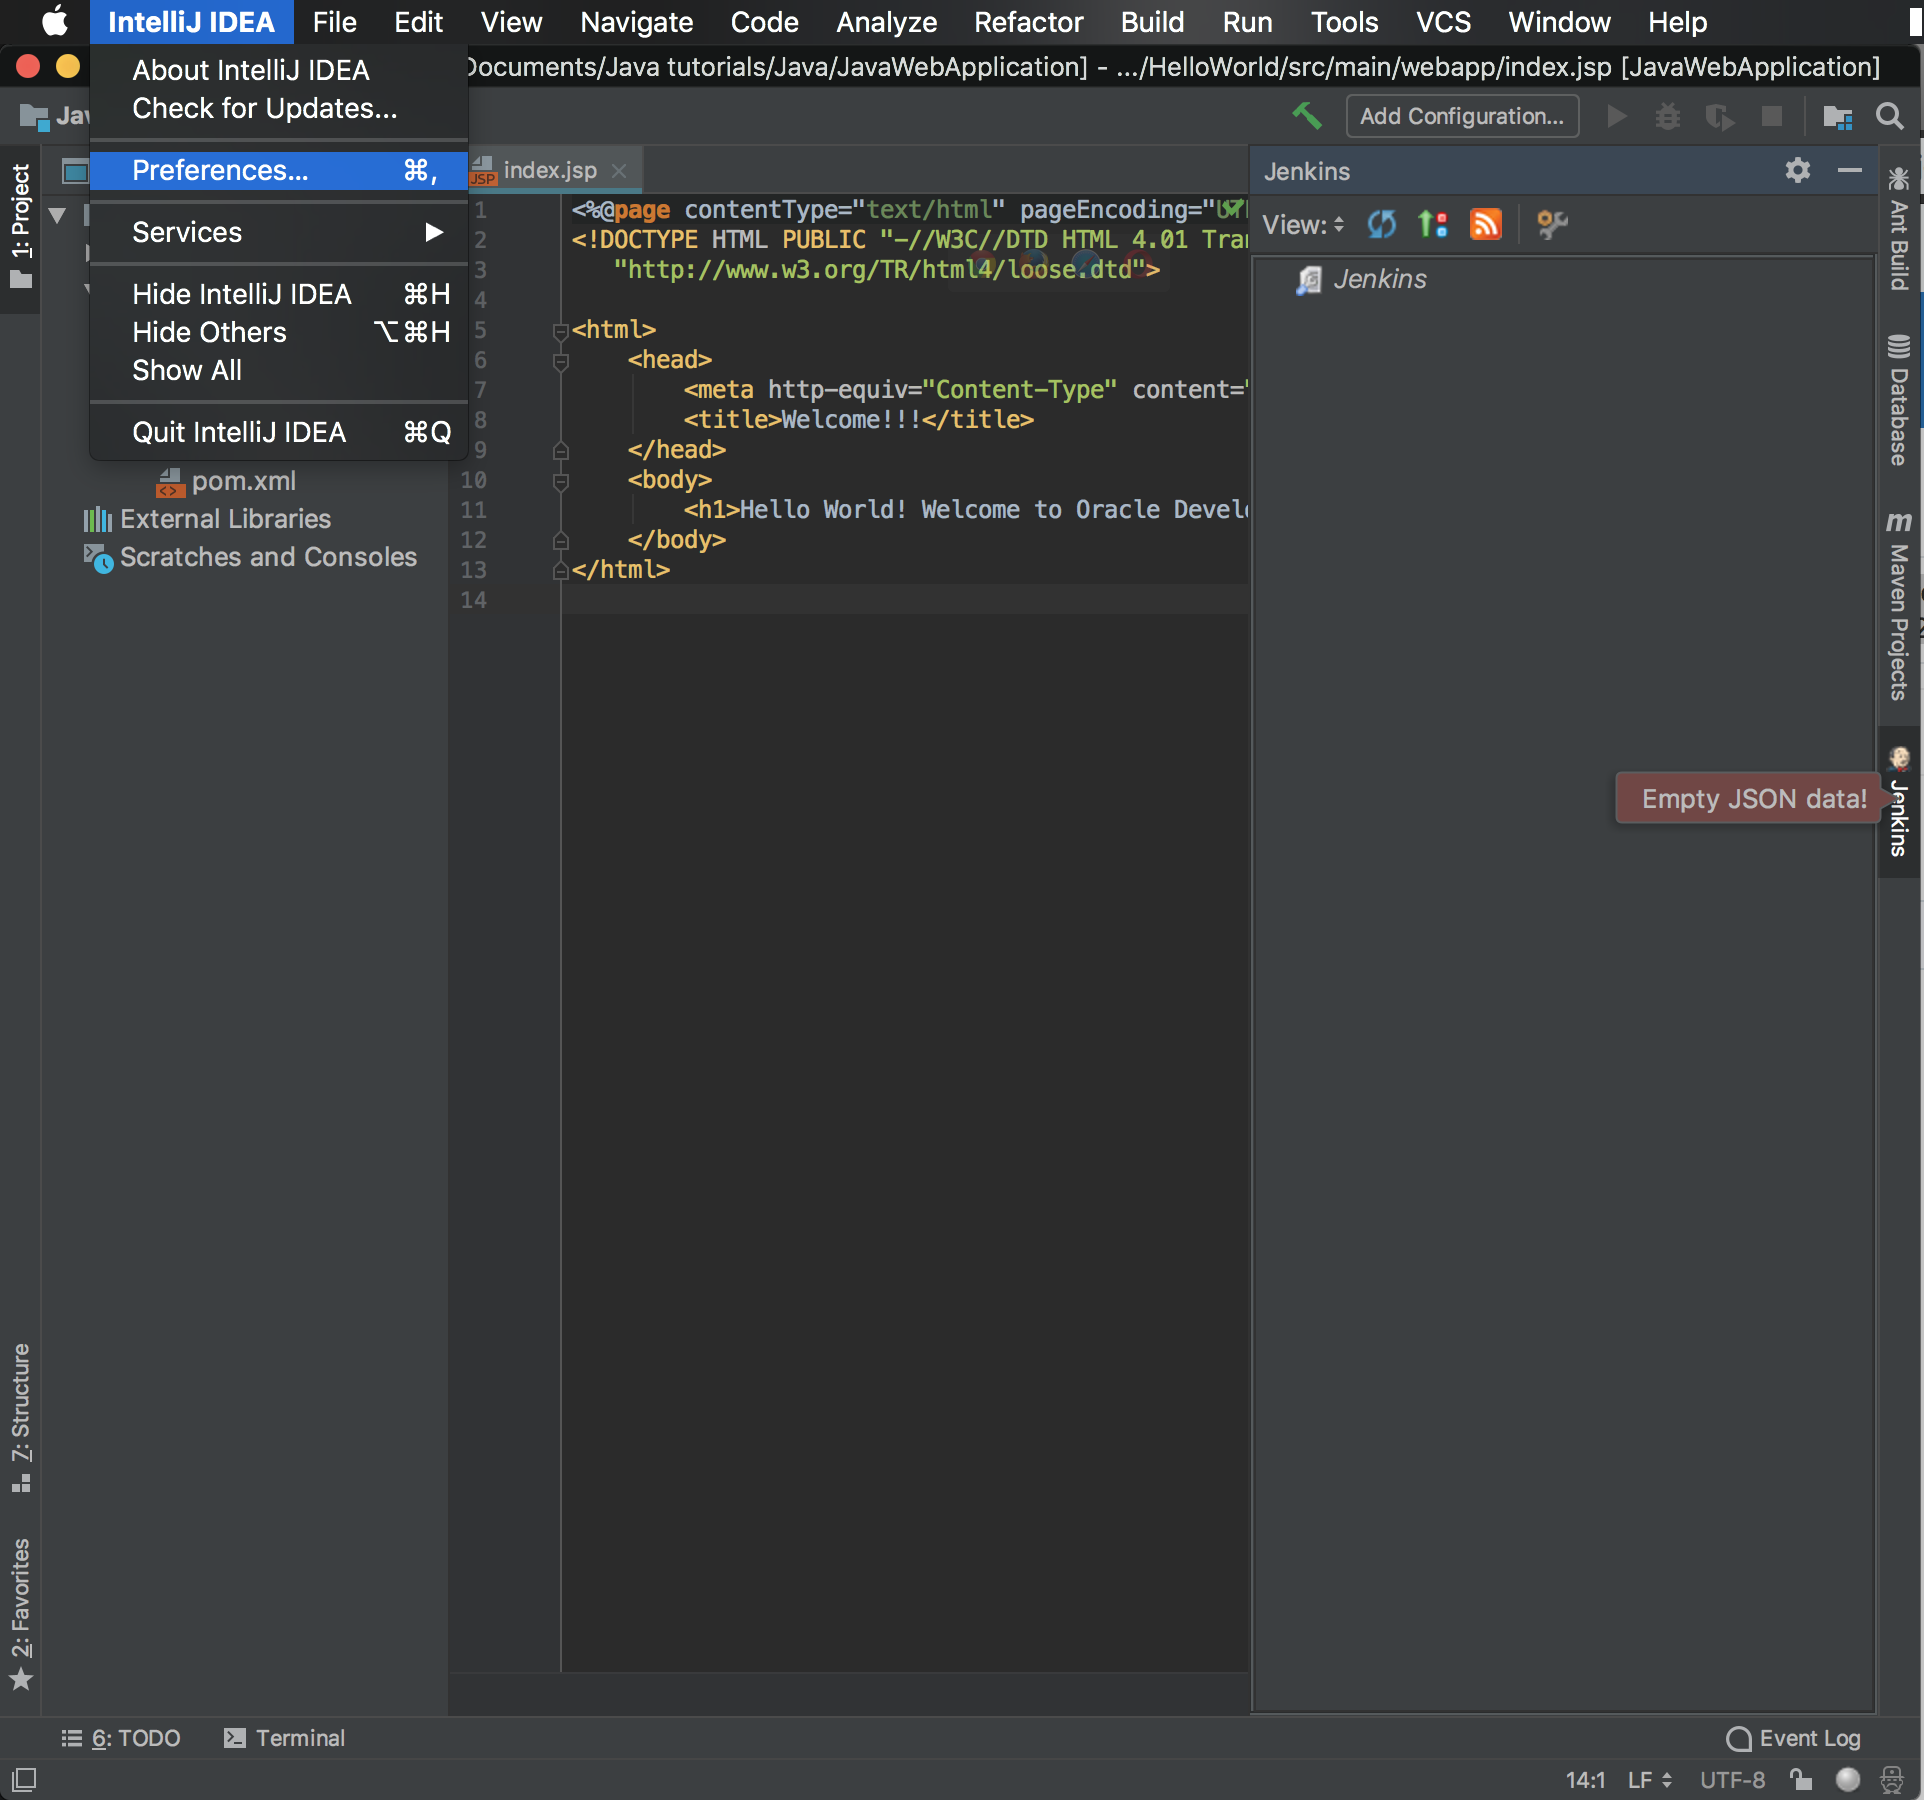 IntelliJ IDEA File Edit View Navigate Code Analyze Refactor Build Run Tools VCS Window Help
Documents/Java tutorials/Java/JavaWebApplication] - .../HelloWorld/src/main/webapp/index.jsp [JavaWebApplication]
About IntelliJ IDEA
Check for Updates...
Preferences... ⌘,
Services ▶
Hide IntelliJ IDEA ⌘H
Hide Others ⌥⌘H
Show All
Quit IntelliJ IDEA ⌘Q
Add Configuration...
1: Project
pom.xml
External Libraries
Scratches and Consoles
JSP index.jsp
1 <%@page contentType="text/html" pageEncoding="
2 <!DOCTYPE HTML PUBLIC "-//W3C//DTD HTML 4.01 Tra
3 "http://www.w3.org/TR/html4/loose.dtd">
4
5 <html>
6 <head>
7 <meta http-equiv="Content-Type" content="
8 <title>Welcome!!!</title>
9 </head>
10 <body>
11 <h1>Hello World! Welcome to Oracle Devel
12 </body>
13 </html>
14
Jenkins
View:
Jenkins
Ant Build
Database
m Maven Projects
Jenkins
Empty JSON data!
7: Structure
2: Favorites
6: TODO Terminal Event Log
14:1 LF UTF-8